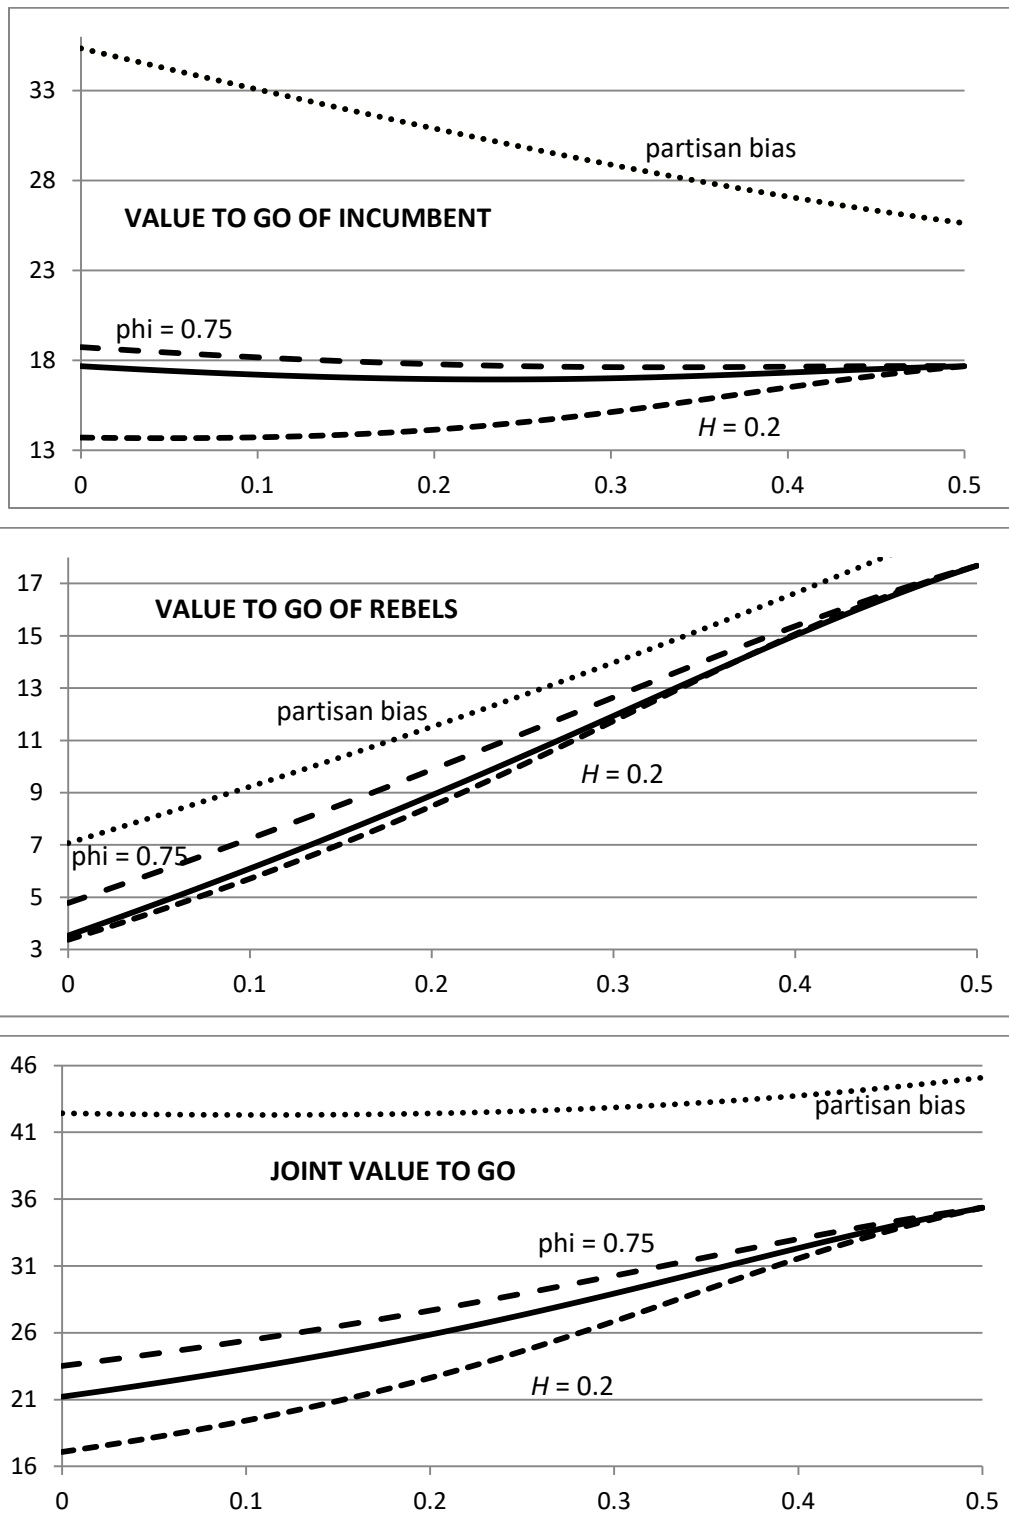 33
partisan bias
28
VALUE TO GO OF INCUMBENT
23
phi = 0.75
18
H = 0.2
13
0 0.1 0.2 0.3 0.4 0.5
17
VALUE TO GO OF REBELS
15
13
partisan bias
11
H = 0.2
9
7
phi = 0.75
5
3
0 0.1 0.2 0.3 0.4 0.5
46
partisan bias
41
JOINT VALUE TO GO
36
phi = 0.75
31
26
H = 0.2
21
16
0 0.1 0.2 0.3 0.4 0.5